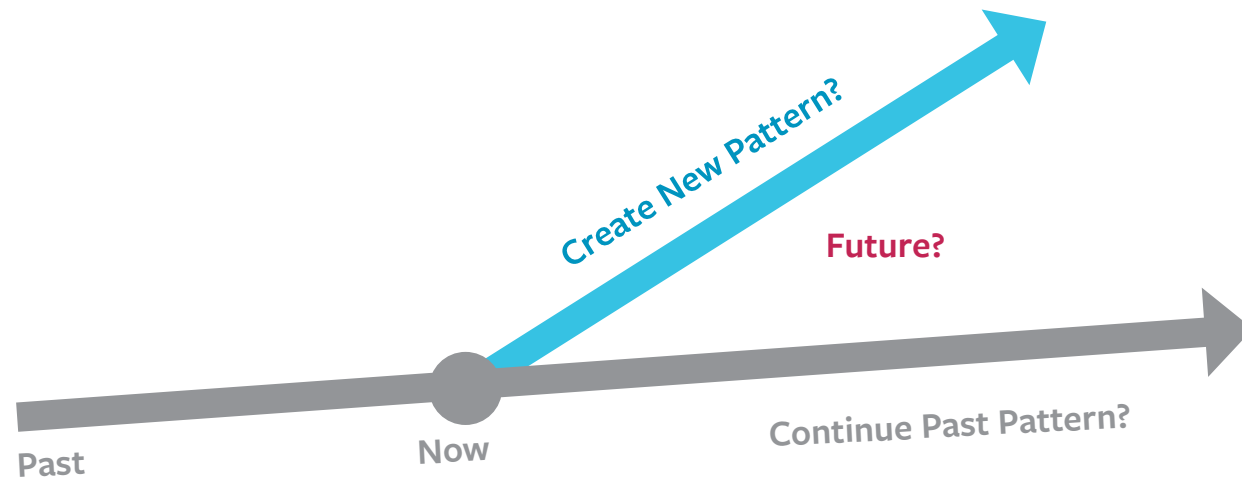 Create New Pattern?
Future?
Continue Past Pattern?
Now
Past